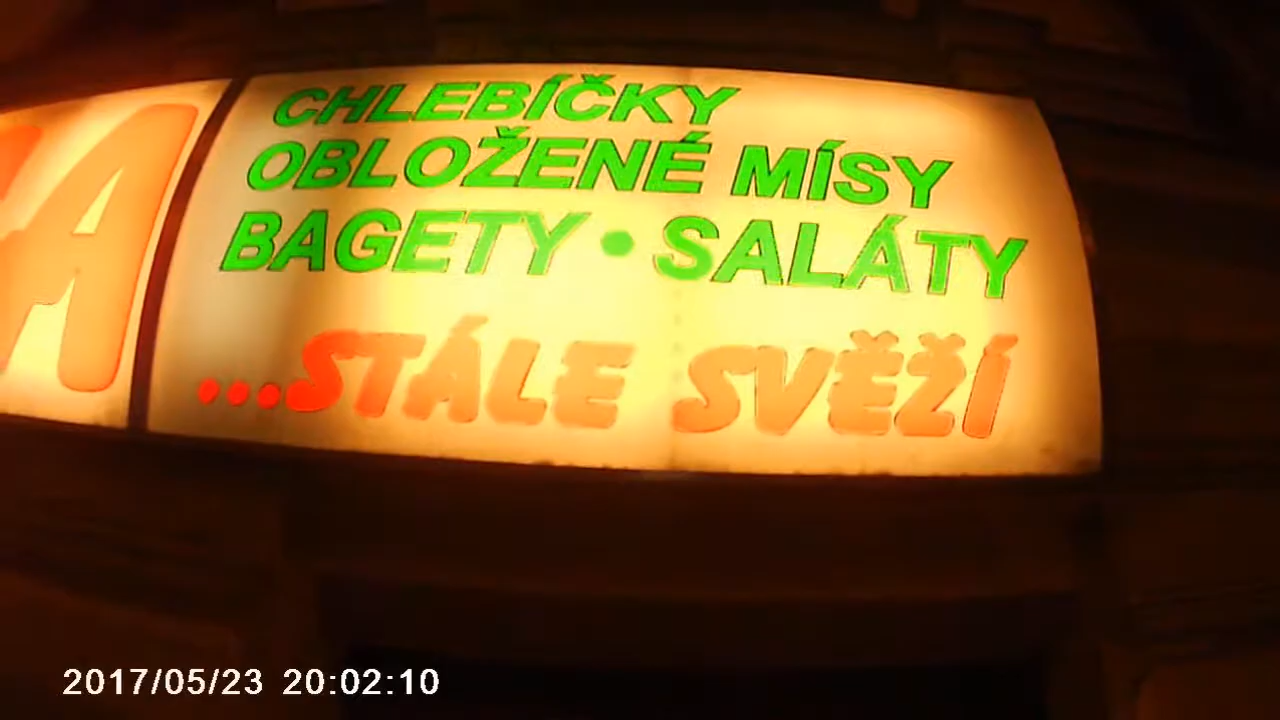 CHLEBÍČKY
OBLOŽENÉ MÍSY
BAGETY • SALÁTY
...STÁLE SVĚŽÍ
2017/05/23 20:02:10